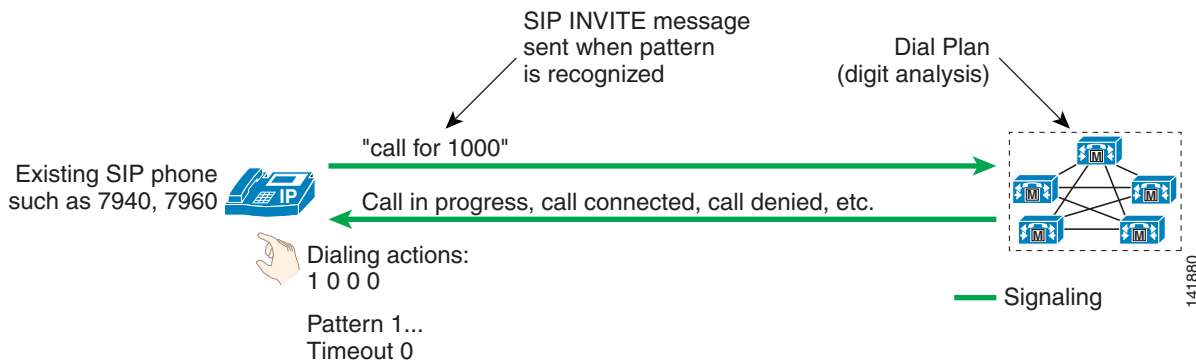 SIP INVITE message
sent when pattern
is recognized
Dial Plan
(digit analysis)
"call for 1000"
Existing SIP phone
such as 7940, 7960
IP
Call in progress, call connected, call denied, etc.
M
M
M
M
M
Dialing actions:
1 0 0 0
Pattern 1...
Timeout 0
Signaling
141880